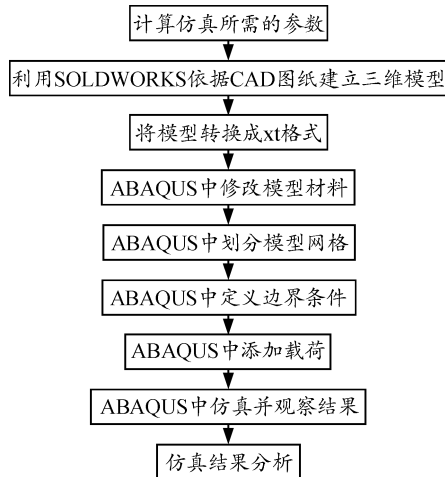 计算仿真所需的参数
利用SOLDWORKS依据CAD图纸建立三维模型
将模型转换成xt格式
ABAQUS中修改模型材料
ABAQUS中划分模型网格
ABAQUS中定义边界条件
ABAQUS中添加载荷
ABAQUS中仿真并观察结果
仿真结果分析